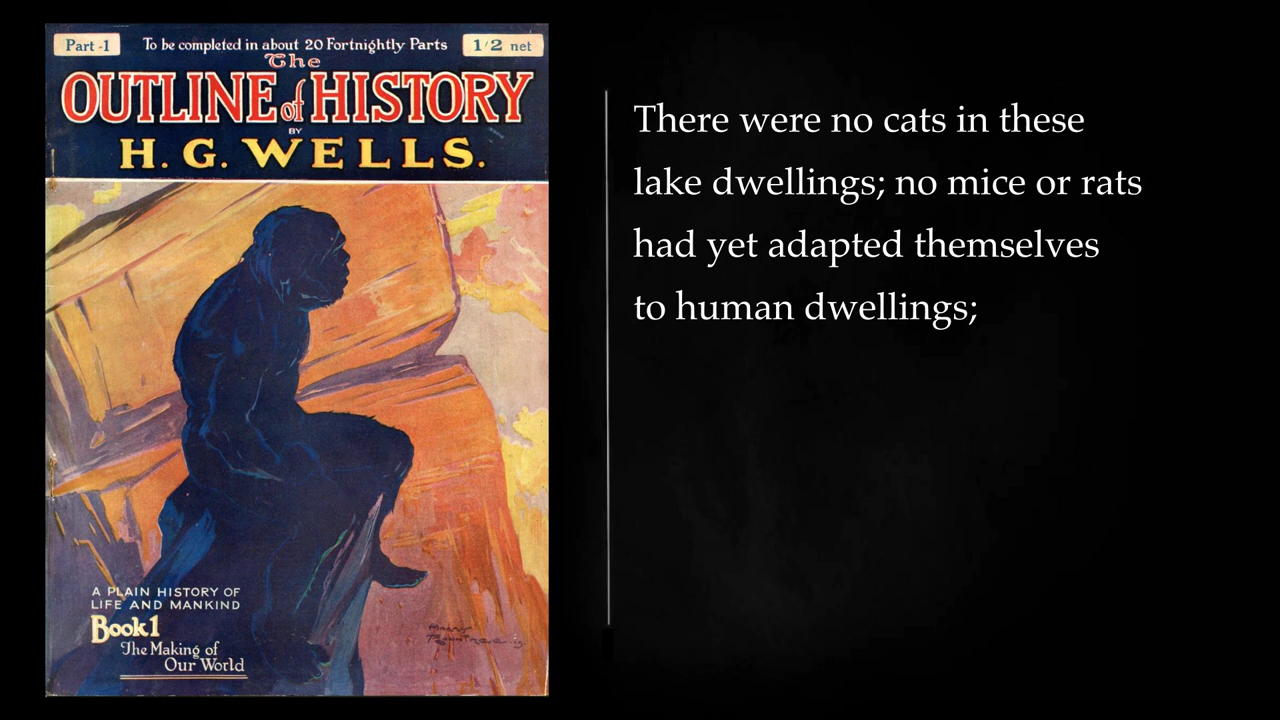 Part -1
To be completed in about 20 Fortnightly Parts
1/2 net
The
OUTLINE of HISTORY
BY
H. G. WELLS.
A PLAIN HISTORY OF
LIFE AND MANKIND
Book 1
The Making of
Our World
There were no cats in these
lake dwellings; no mice or rats
had yet adapted themselves
to human dwellings;